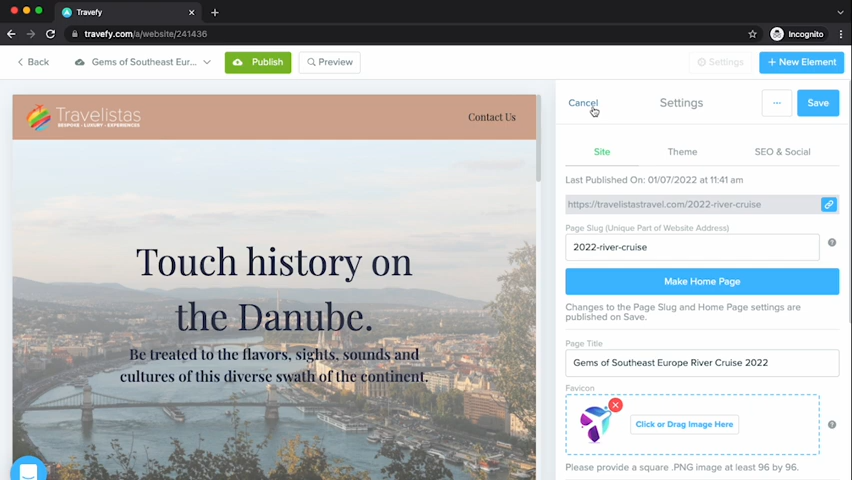 Travefy
travefy.com/a/website/241436
Incognito
Back
Gems of Southeast Eur...
Publish
Preview
Settings
+ New Element
Travelistas
BESPOKE • LUXURY • EXPERIENCES
Contact Us
Touch history on
the Danube.
Be treated to the flavors, sights, sounds and
cultures of this diverse swath of the continent.
Cancel
Settings
...
Save
Site
Theme
SEO & Social
Last Published On: 01/07/2022 at 11:41 am
https://travelistastravel.com/2022-river-cruise
Page Slug (Unique Part of Website Address)
2022-river-cruise
Make Home Page
Changes to the Page Slug and Home Page settings are
published on Save.
Page Title
Gems of Southeast Europe River Cruise 2022
Favicon
Click or Drag Image Here
Please provide a square .PNG image at least 96 by 96.